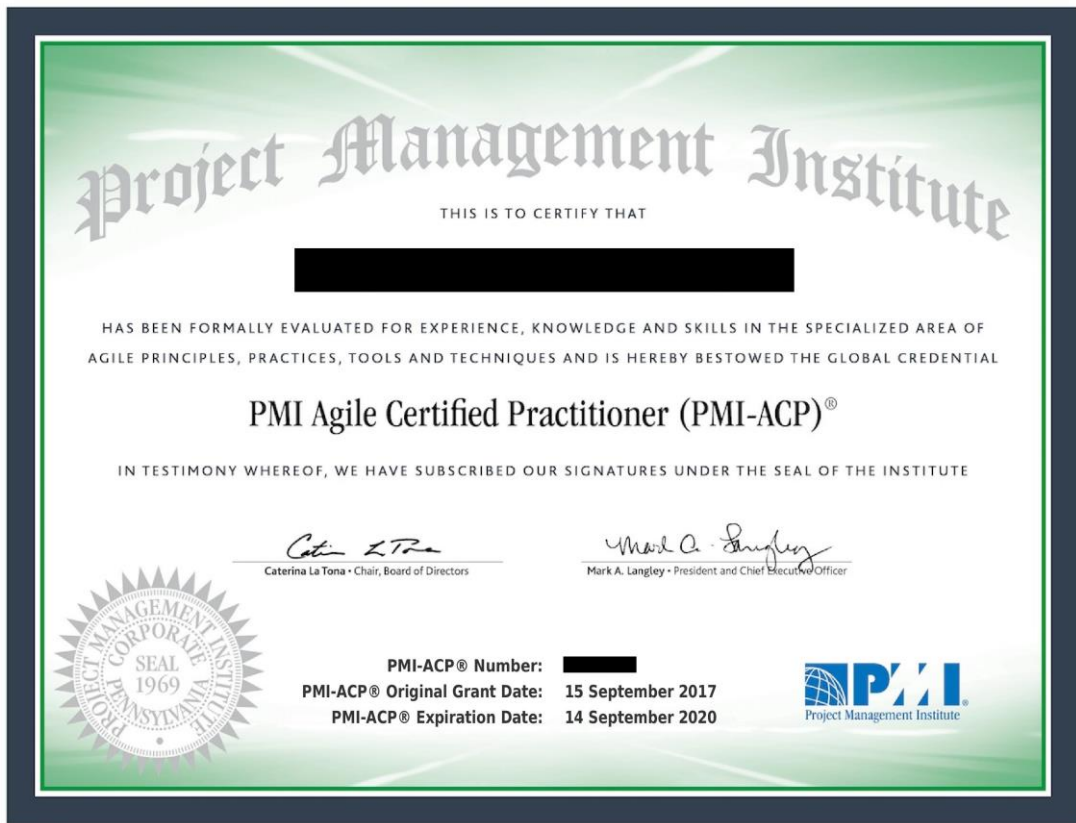 Project Management Institute
THIS IS TO CERTIFY THAT
HAS BEEN FORMALLY EVALUATED FOR EXPERIENCE, KNOWLEDGE AND SKILLS IN THE SPECIALIZED AREA OF
AGILE PRINCIPLES, PRACTICES, TOOLS AND TECHNIQUES AND IS HEREBY BESTOWED THE GLOBAL CREDENTIAL
PMI Agile Certified Practitioner (PMI-ACP)®
IN TESTIMONY WHEREOF, WE HAVE SUBSCRIBED OUR SIGNATURES UNDER THE SEAL OF THE INSTITUTE
Mark A. Langley
Caterina La Tona • Chair, Board of Directors
Mark A. Langley • President and Chief Executive Officer
PROJECT MANAGEMENT INSTITUTE
CORPORATE
SEAL
1969
PENNSYLVANIA
PMI-ACP® Number:
PMI-ACP® Original Grant Date: 15 September 2017
PMI-ACP® Expiration Date: 14 September 2020
PMI®
Project Management Institute